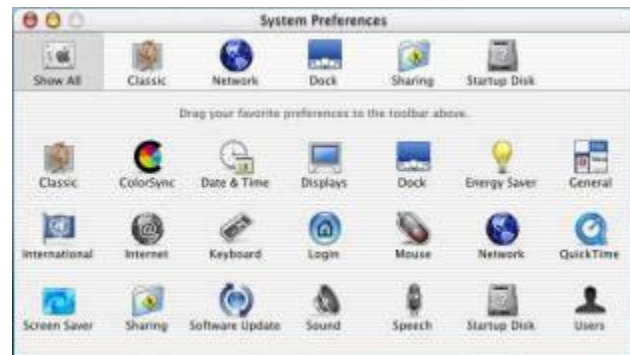 System Preferences
Show All Classic Network Dock Sharing Startup Disk
Drag your favorite preferences to the toolbar above.
Classic ColorSync Date & Time Displays Dock Energy Saver General
International Internet Keyboard Login Mouse Network QuickTime
Screen Saver Sharing Software Update Sound Speech Startup Disk Users